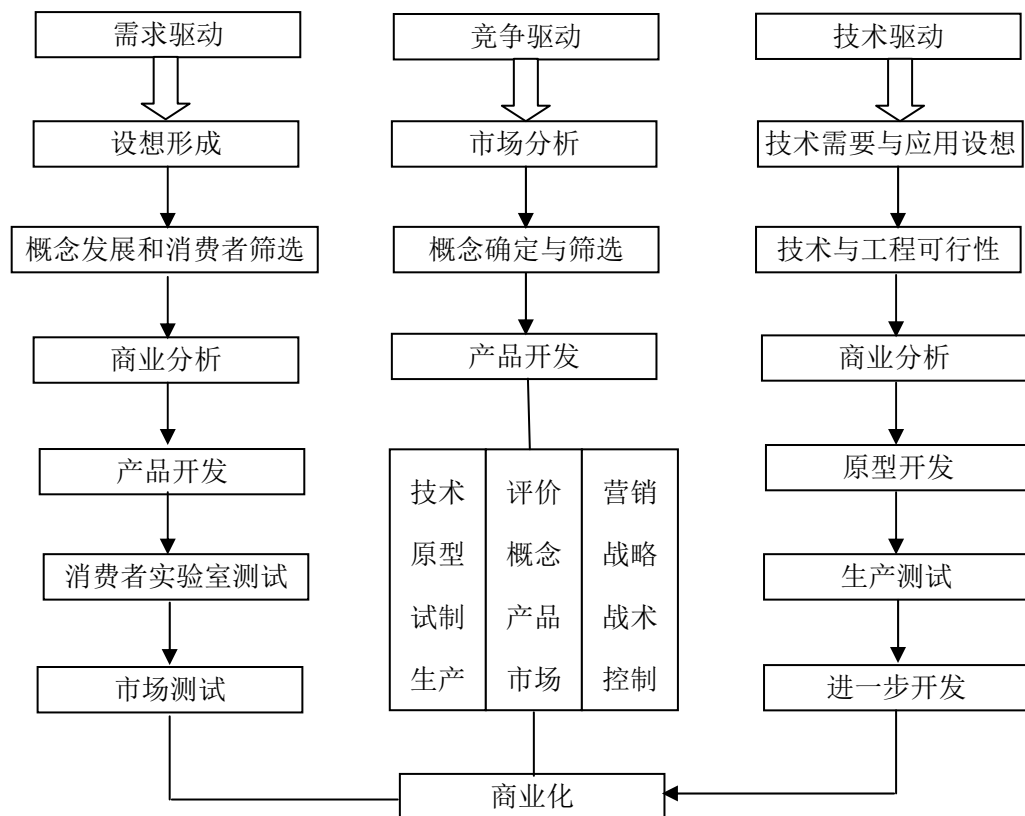 需求驱动
竞争驱动
技术驱动
设想形成
市场分析
技术需要与应用设想
概念发展和消费者筛选
概念确定与筛选
技术与工程可行性
商业分析
产品开发
商业分析
产品开发
原型开发
技术 评价 营销
原型 概念 战略
试制 产品 战术
生产 市场 控制
消费者实验室测试
生产测试
市场测试
进一步开发
商业化